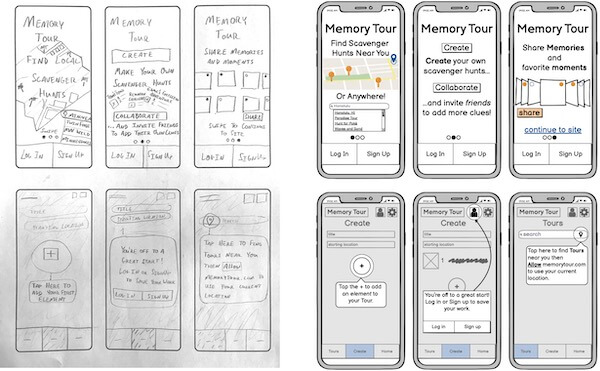 MEMORY
TOUR
FIND LOCAL
SCAVENGER
HUNTS
SWIPE
LOG IN
SIGN UP
MEMORY
TOUR
CREATE
MAKE YOUR OWN
SCAVENGER HUNT
COLLABORATE
...AND INVITE FRIENDS
TO ADD THEIR OWN CLUES
LOG IN
SIGN UP
MEMORY
TOUR
SHARE MEMORIES
AND MOMENTS
SHARE
SWIPE TO CONTINUE
TO SITE
LOG IN
SIGN UP
Memory Tour
Find Scavenger
Hunts Near You
Or Anywhere!
Honolulu, HI
Log In
Sign Up
Memory Tour
Create
Create your own
scavenger hunts...
Collaborate
...and invite friends
to add more clues!
Log In
Sign Up
Memory Tour
Share Memories
and favorite moments
share
continue to site
Log In
Sign Up
TITLE
STARTING LOCATION
TAP HERE TO
ADD YOUR FIRST
ELEMENT
TITLE
STARTING LOCATION
YOU'RE OFF TO A
GREAT START!
LOG IN OR SIGNUP
TO SAVE YOUR WORK
LOG IN
SIGN UP
TAP HERE TO FIND
TOURS NEAR YOU
THEN Allow
MEMORYTOUR.COM
TO USE YOUR CURRENT
LOCATION
Memory Tour
Create
title
starting location
Tap the + to add
an element to
your Tour.
Tours
Create
Home
Memory Tour
Create
title
starting location
1
You're off to a great start!
Log in or Sign up to save
your work.
Log in
Sign up
Tours
Create
Home
Memory Tour
Tours
search
Tap here to find Tours
near you then
Allow memorytour.com
to use your current
location.
Tours
Create
Home